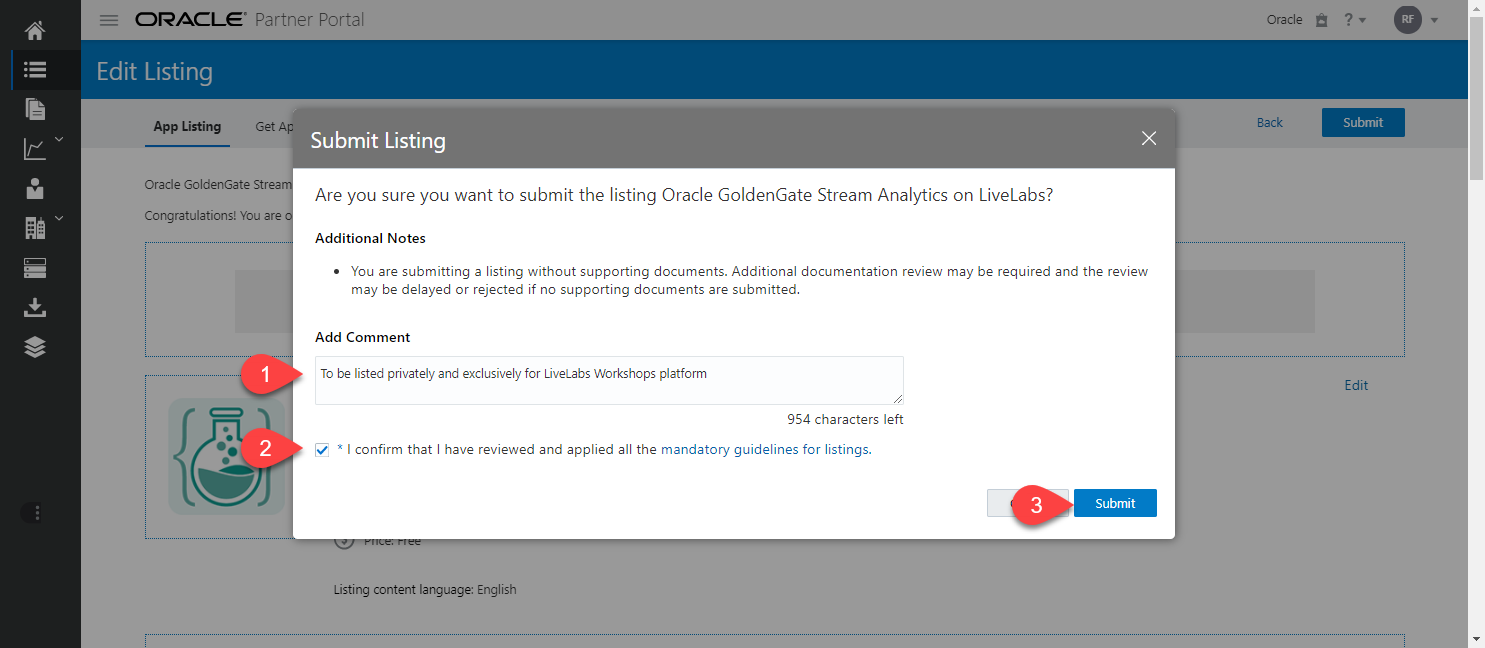 ORACLE® Partner Portal
Oracle
?
RF
Edit Listing
App Listing
Get Ap
Back
Submit
Submit Listing
Oracle GoldenGate Stream
Congratulations! You are o
Are you sure you want to submit the listing Oracle GoldenGate Stream Analytics on LiveLabs?
Additional Notes
• You are submitting a listing without supporting documents. Additional documentation review may be required and the review
may be delayed or rejected if no supporting documents are submitted.
Add Comment
1
To be listed privately and exclusively for LiveLabs Workshops platform
Edit
954 characters left
2
* I confirm that I have reviewed and applied all the mandatory guidelines for listings.
3
Submit
Price: Free
Listing content language: English